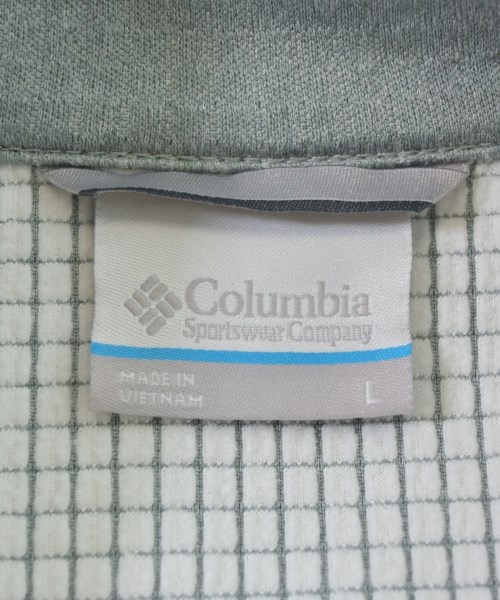 Columbia
Sportswear Company
MADE IN
VIETNAM
L